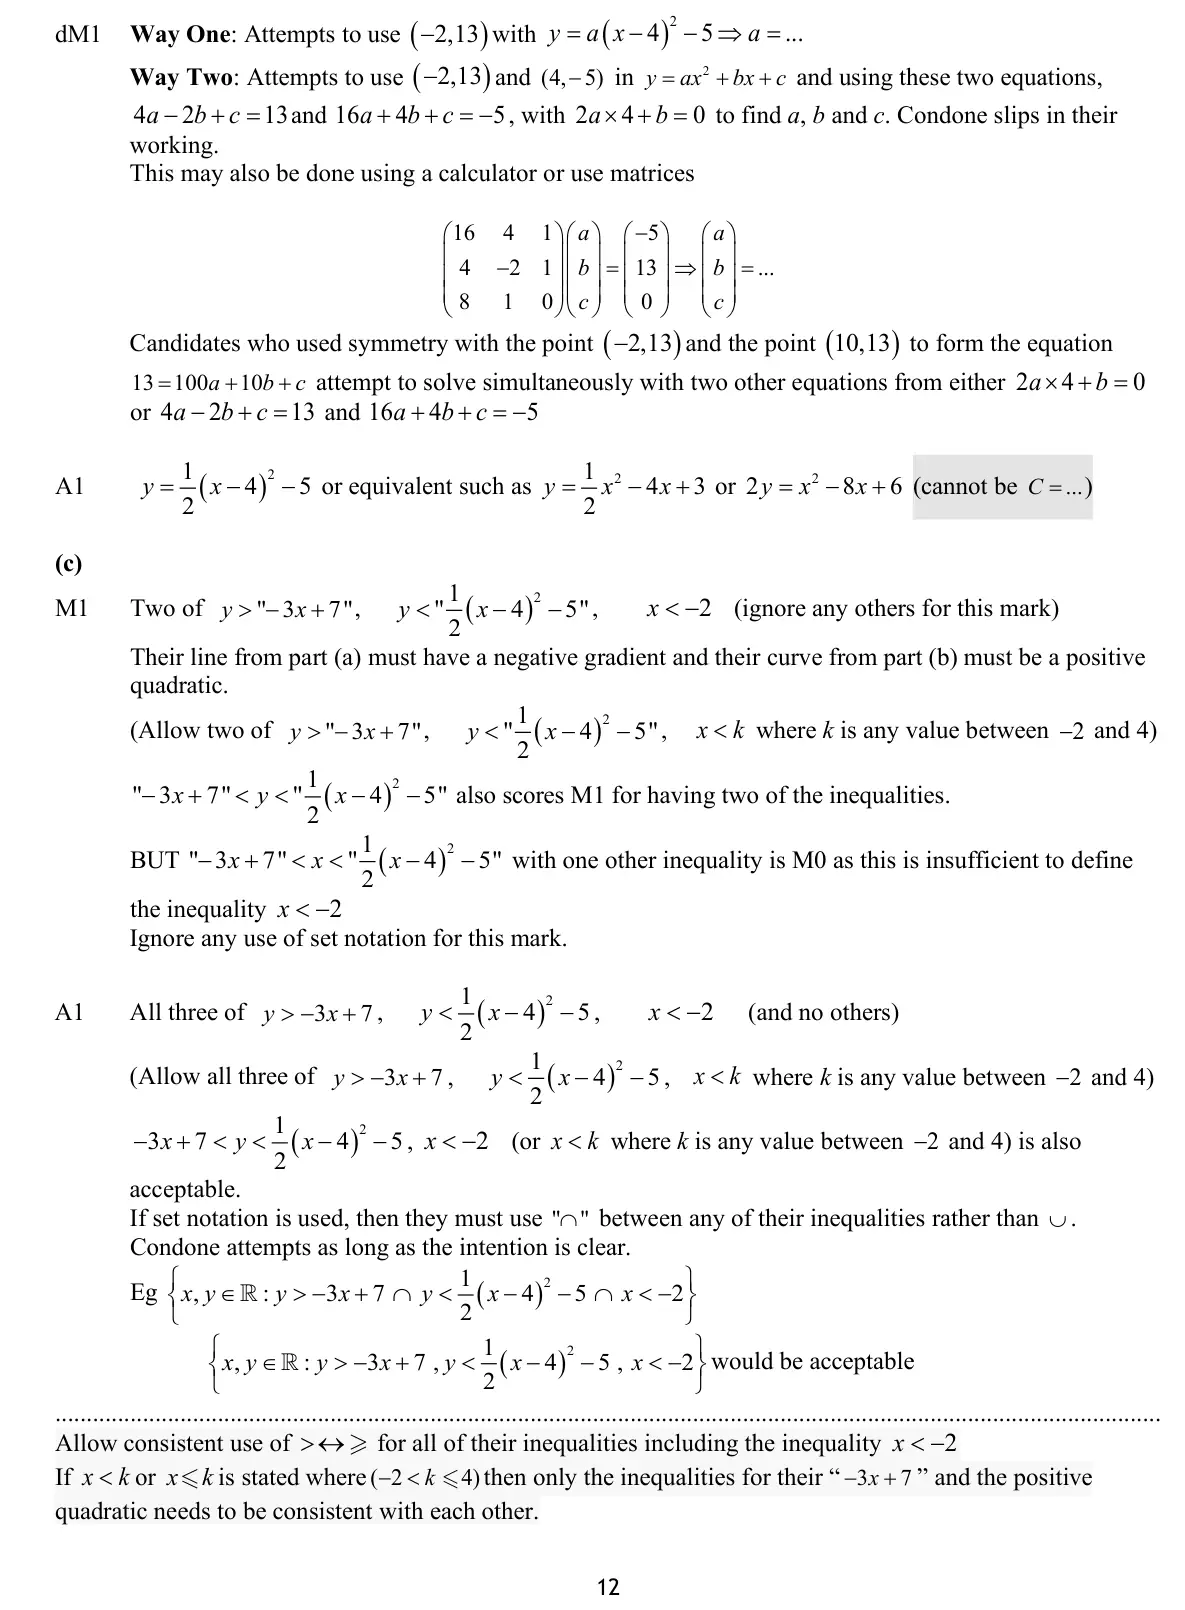 dM1 Way One: Attempts to use (−2,13) with y = a(x − 4)² − 5 ⇒ a = ...
Way Two: Attempts to use (−2,13) and (4, − 5) in y = ax² + bx + c and using these two equations,
4a − 2b + c = 13 and 16a + 4b + c = −5, with 2a × 4 + b = 0 to find a, b and c. Condone slips in their
working.
This may also be done using a calculator or use matrices
(16 4 1; 4 −2 1; 8 1 0)(a; b; c) = (−5; 13; 0) ⇒ (a; b; c) = ...
Candidates who used symmetry with the point (−2,13) and the point (10,13) to form the equation
13 = 100a + 10b + c attempt to solve simultaneously with two other equations from either 2a × 4 + b = 0
or 4a − 2b + c = 13 and 16a + 4b + c = −5
A1 y = 1/2(x − 4)² − 5 or equivalent such as y = 1/2x² − 4x + 3 or 2y = x² − 8x + 6 (cannot be C = ...)
(c)
M1 Two of y > "− 3x + 7", y < "1/2(x − 4)² − 5", x < −2 (ignore any others for this mark)
Their line from part (a) must have a negative gradient and their curve from part (b) must be a positive
quadratic.
(Allow two of y > "− 3x + 7", y < "1/2(x − 4)² − 5", x < k where k is any value between −2 and 4)
"− 3x + 7" < y < "1/2(x − 4)² − 5" also scores M1 for having two of the inequalities.
BUT "− 3x + 7" < x < "1/2(x − 4)² − 5" with one other inequality is M0 as this is insufficient to define
the inequality x < −2
Ignore any use of set notation for this mark.
A1 All three of y > −3x + 7, y < 1/2(x − 4)² − 5, x < −2 (and no others)
(Allow all three of y > −3x + 7, y < 1/2(x − 4)² − 5, x < k where k is any value between −2 and 4)
−3x + 7 < y < 1/2(x − 4)² − 5, x < −2 (or x < k where k is any value between −2 and 4) is also
acceptable.
If set notation is used, then they must use "∩" between any of their inequalities rather than ∪.
Condone attempts as long as the intention is clear.
Eg {x, y ∈ ℝ : y > −3x + 7 ∩ y < 1/2(x − 4)² − 5 ∩ x < −2}
{x, y ∈ ℝ : y > −3x + 7 , y < 1/2(x − 4)² − 5 , x < −2} would be acceptable
Allow consistent use of > ↔ ⩾ for all of their inequalities including the inequality x < −2
If x < k or x ⩽ k is stated where (−2 < k ⩽ 4) then only the inequalities for their “ −3x + 7 ” and the positive
quadratic needs to be consistent with each other.
12